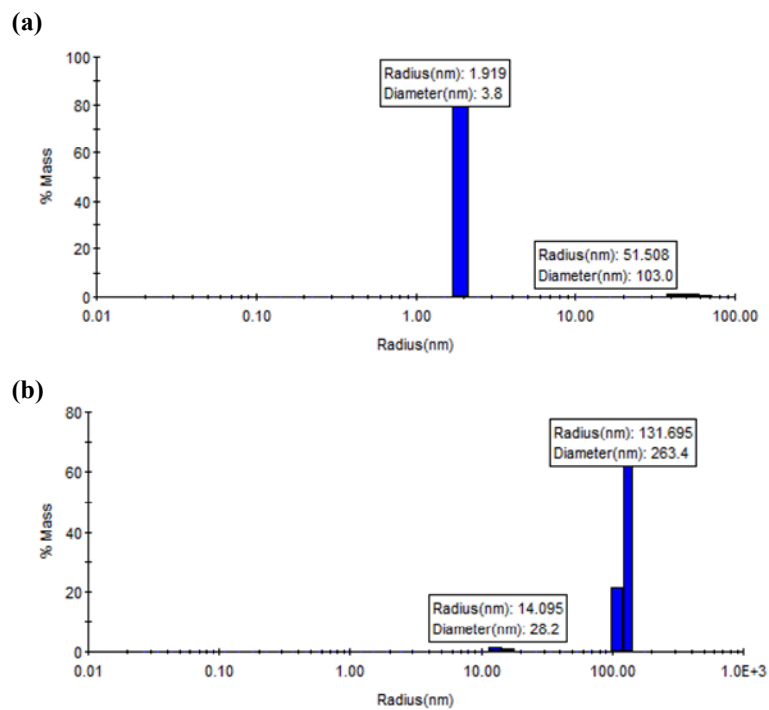 (a)
100
80
60
40
20
0
% Mass
Radius(nm): 1.919
Diameter(nm): 3.8
Radius(nm): 51.508
Diameter(nm): 103.0
0.01 0.10 1.00 10.00 100.00
Radius(nm)
(b)
80
60
40
20
0
% Mass
Radius(nm): 131.695
Diameter(nm): 263.4
Radius(nm): 14.095
Diameter(nm): 28.2
0.01 0.10 1.00 10.00 100.00 1.0E+3
Radius(nm)